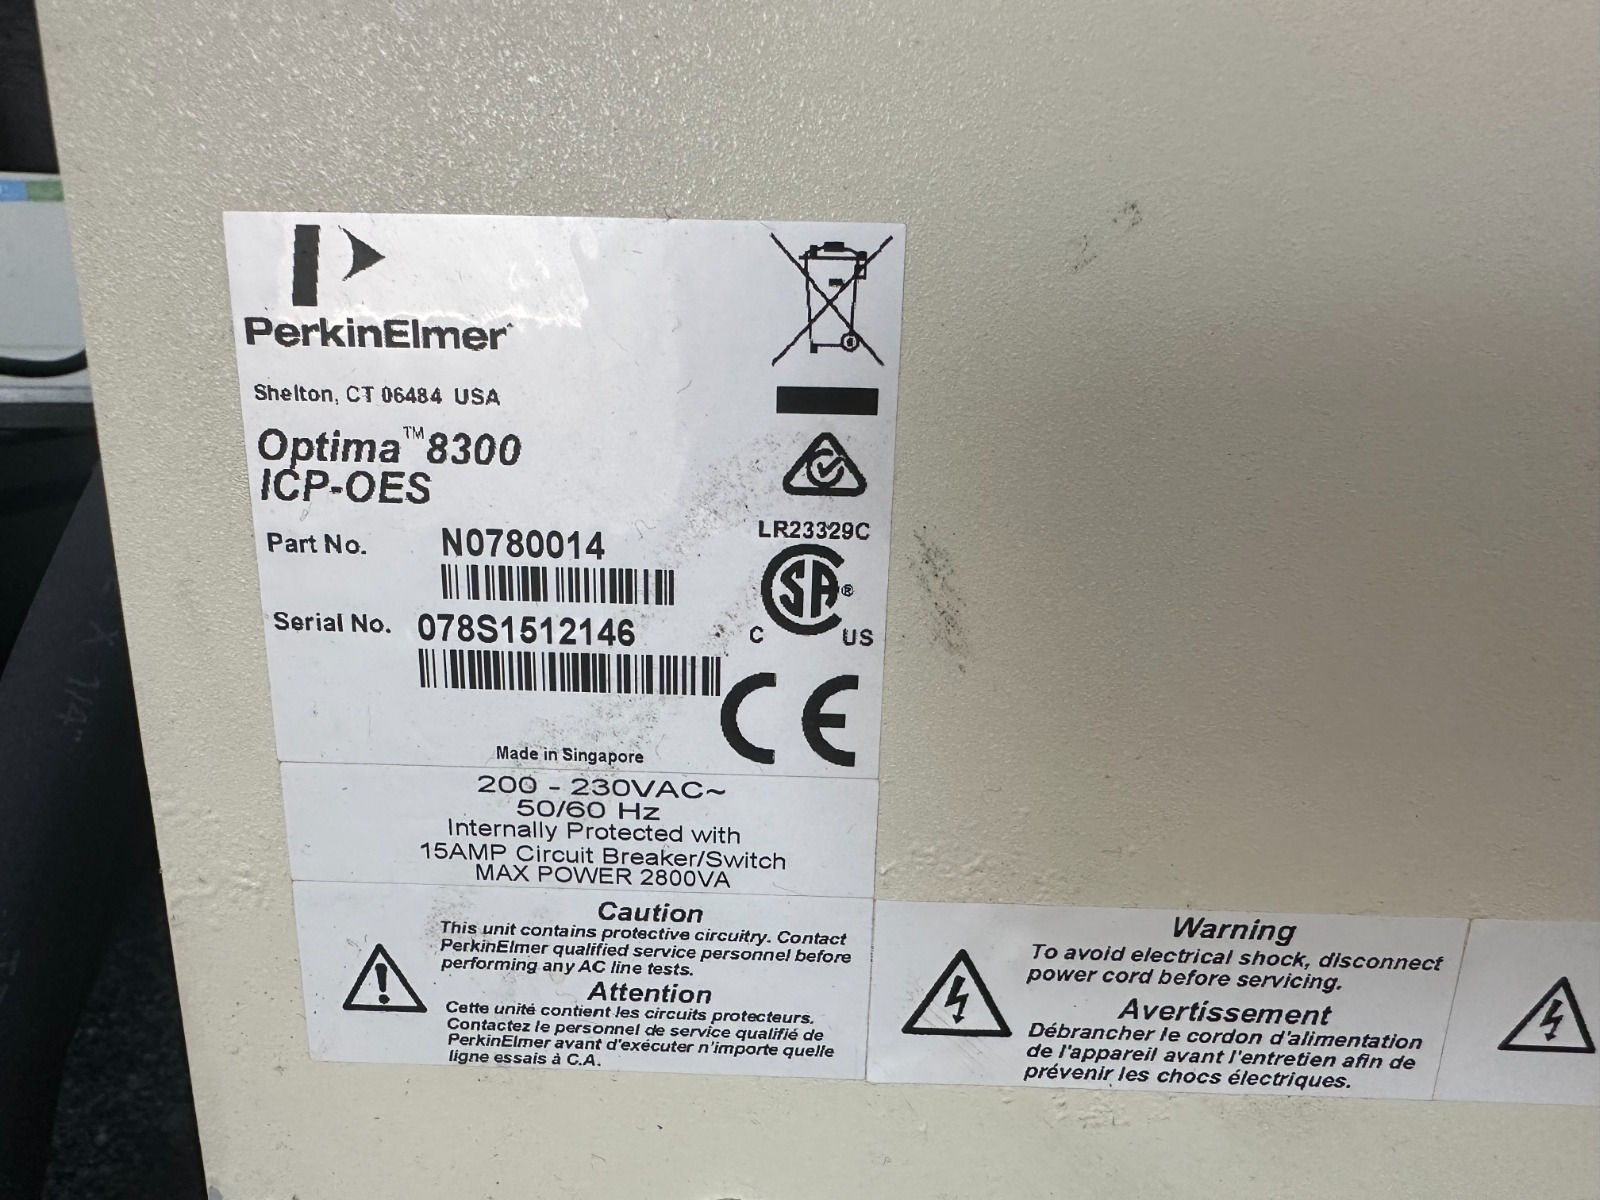 PerkinElmer
Shelton, CT 06484 USA
Optima™ 8300
ICP-OES
Part No. N0780014
Serial No. 078S1512146
Made in Singapore
LR23329C
SA®
C US
CE
200 - 230VAC~
50/60 Hz
Internally Protected with
15AMP Circuit Breaker/Switch
MAX POWER 2800VA
Caution
This unit contains protective circuitry. Contact
PerkinElmer qualified service personnel before
performing any AC line tests.
Attention
Cette unité contient les circuits protecteurs.
Contactez le personnel de service qualifié de
PerkinElmer avant d'exécuter n'importe quelle
ligne essais à C.A.
Warning
To avoid electrical shock, disconnect
power cord before servicing.
Avertissement
Débrancher le cordon d'alimentation
de l'appareil avant l'entretien afin de
prévenir les chocs électriques.
X 1/4"